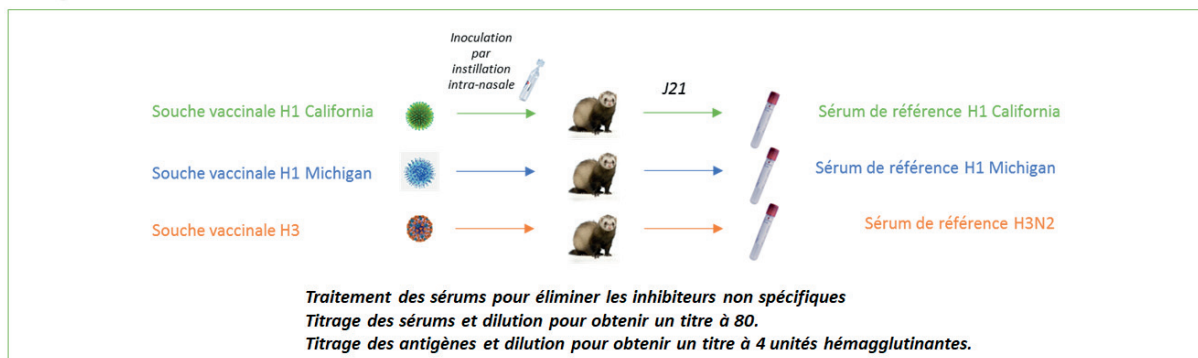 Inoculation
par
instillation
intra-nasale
J21
Souche vaccinale H1 California
Sérum de référence H1 California
Souche vaccinale H1 Michigan
Sérum de référence H1 Michigan
Souche vaccinale H3
Sérum de référence H3N2
Traitement des sérums pour éliminer les inhibiteurs non spécifiques
Titrage des sérums et dilution pour obtenir un titre à 80.
Titrage des antigènes et dilution pour obtenir un titre à 4 unités hémagglutinantes.